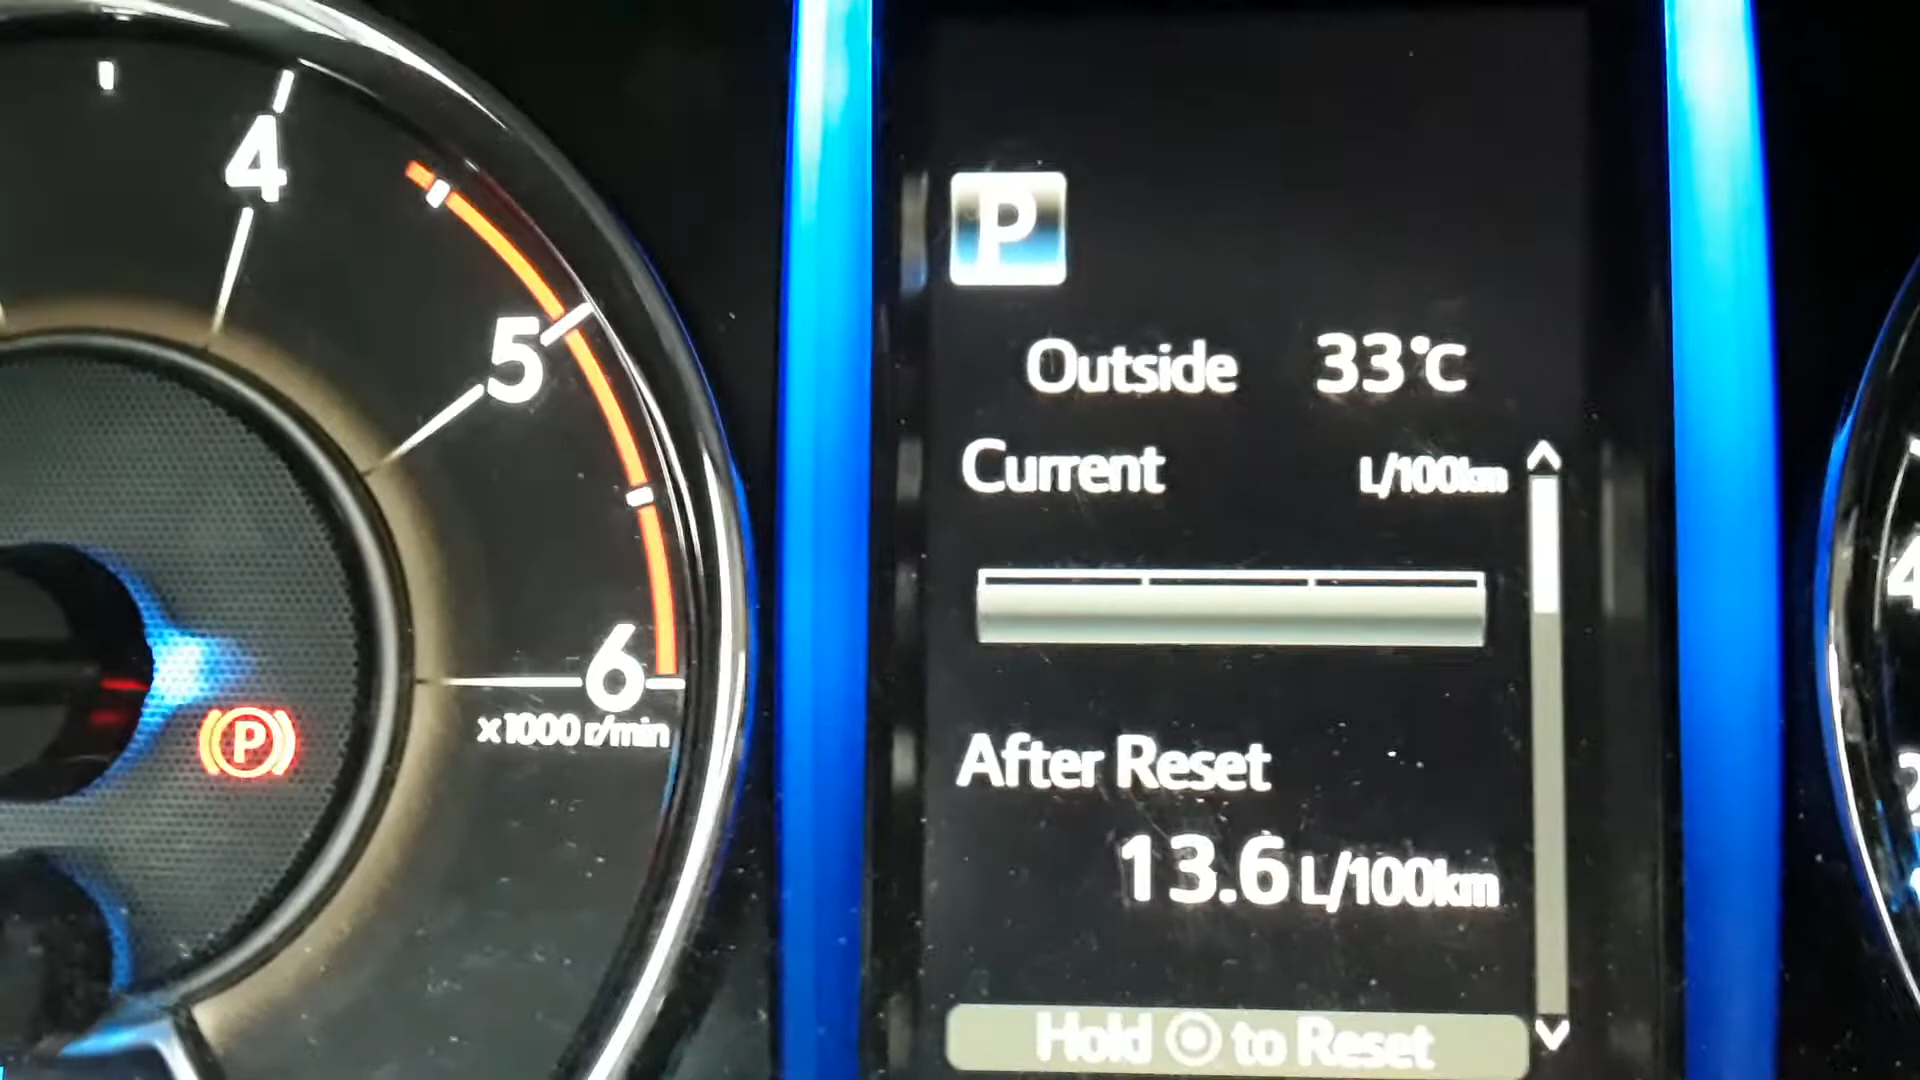 4
5
6
x1000 r/min
P
P
Outside 33°C
Current L/100km
After Reset
13.6 L/100km
Hold to Reset